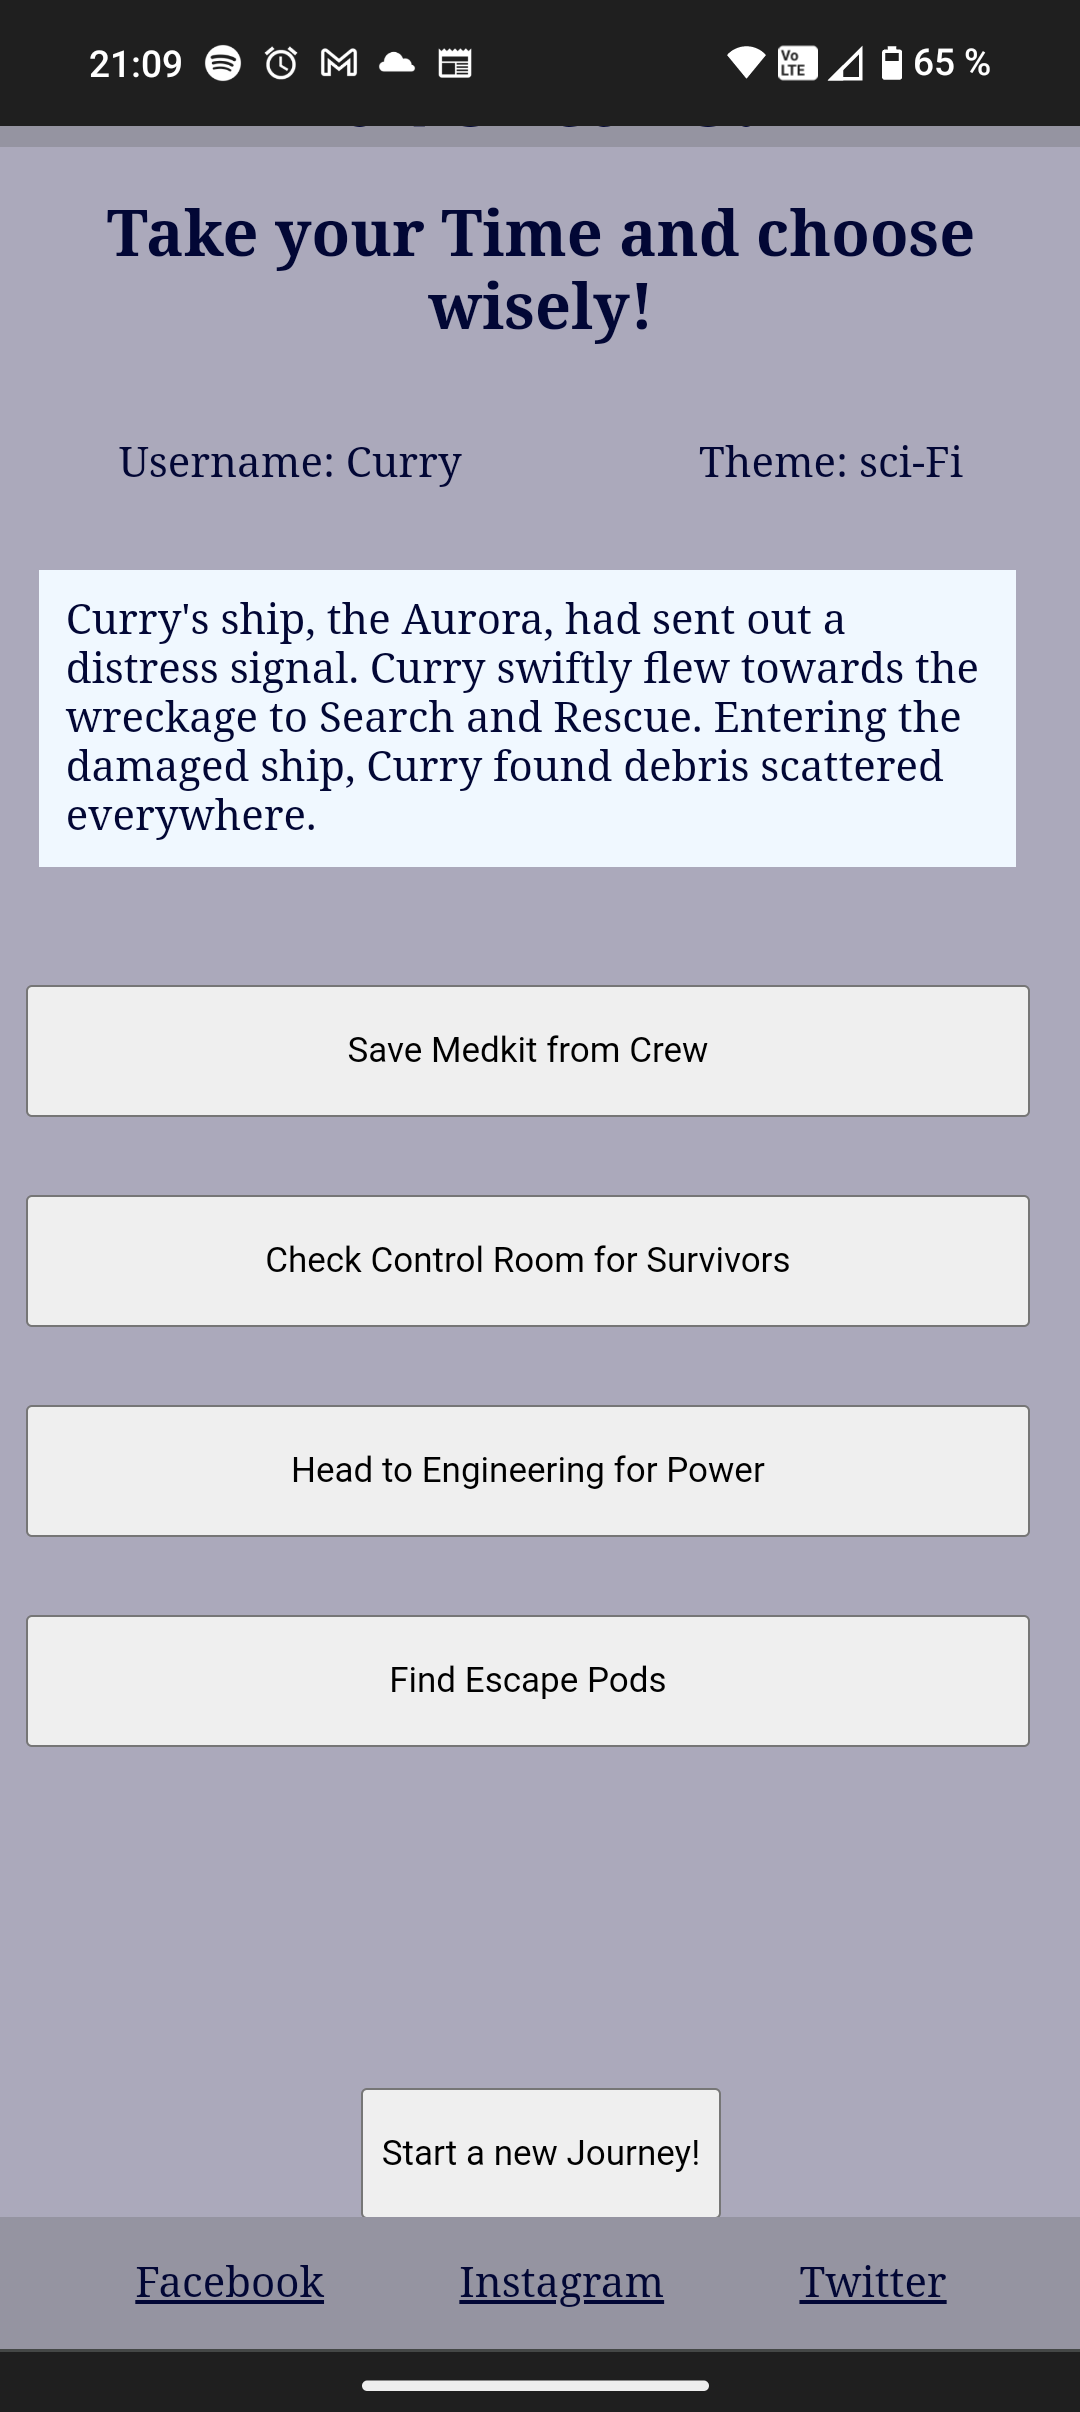 21:09 Vo LTE 65 %
Take your Time and choose
wisely!
Username: Curry Theme: sci-Fi
Curry's ship, the Aurora, had sent out a
distress signal. Curry swiftly flew towards the
wreckage to Search and Rescue. Entering the
damaged ship, Curry found debris scattered
everywhere.
Save Medkit from Crew
Check Control Room for Survivors
Head to Engineering for Power
Find Escape Pods
Start a new Journey!
Facebook Instagram Twitter